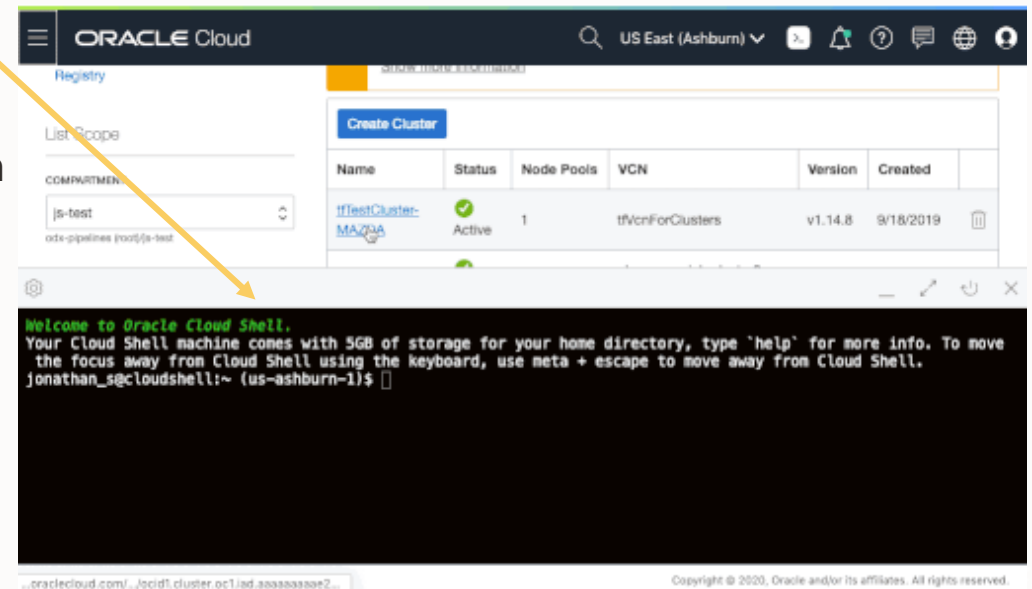 ORACLE Cloud
US East (Ashburn)
Registry
Show more information
List Scope
Create Cluster
Name Status Node Pools VCN Version Created
COMPARTMENT
js-test
tfTestCluster-MAZDA
Active
1
tfVcnForClusters
v1.14.8
9/18/2019
Welcome to Oracle Cloud Shell.
Your Cloud Shell machine comes with 5GB of storage for your home directory, type `help` for more info. To move
the focus away from Cloud Shell using the keyboard, use meta + escape to move away from Cloud Shell.
jonathan_s@cloudshell:~ (us-ashburn-1)$
Copyright © 2020, Oracle and/or its affiliates. All rights reserved.